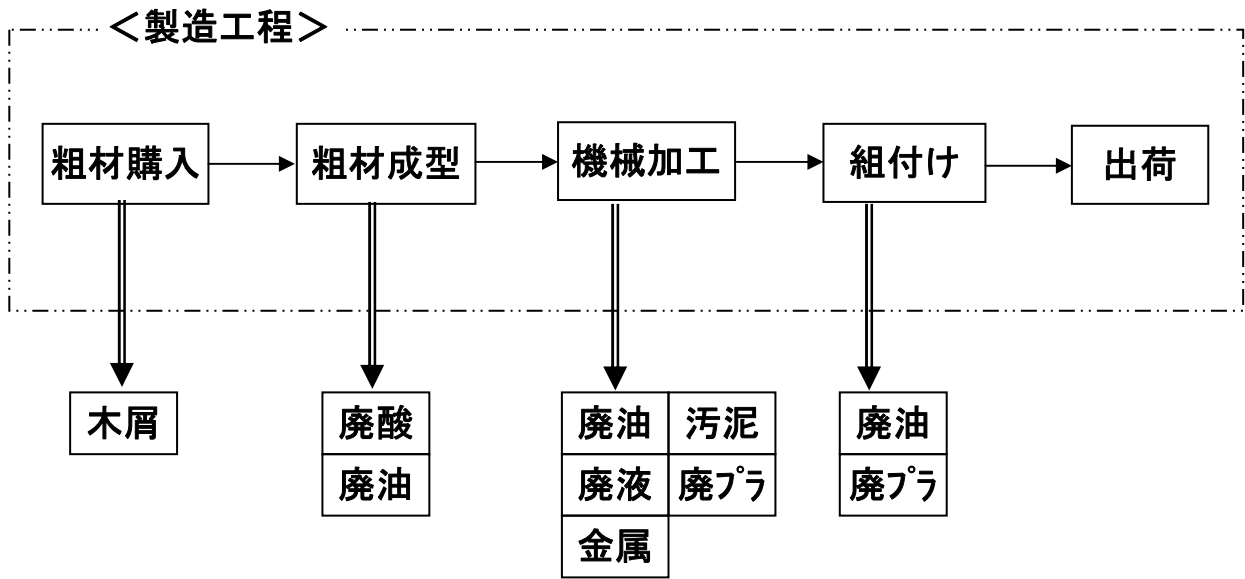 ＜製造工程＞
粗材購入
粗材成型
機械加工
組付け
出荷
木屑
廃酸
廃油
廃油
汚泥
廃液
廃ﾌﾟﾗ
金属
廃油
廃ﾌﾟﾗ